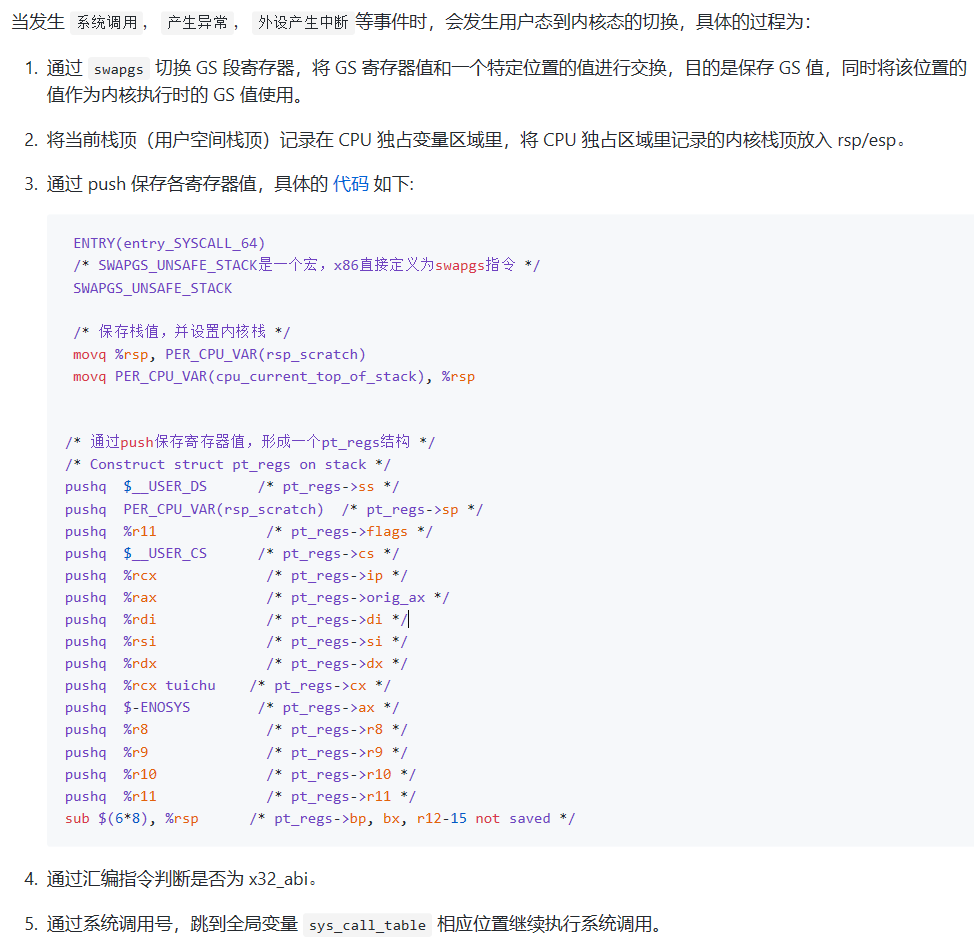 当发生 系统调用， 产生异常， 外设产生中断 等事件时，会发生用户态到内核态的切换，具体的过程为：
1. 通过 swapgs 切换 GS 段寄存器，将 GS 寄存器值和一个特定位置的值进行交换，目的是保存 GS 值，同时将该位置的
值作为内核执行时的 GS 值使用。
2. 将当前栈顶（用户空间栈顶）记录在 CPU 独占变量区域里，将 CPU 独占区域里记录的内核栈顶放入 rsp/esp。
3. 通过 push 保存各寄存器值，具体的 代码 如下:
ENTRY(entry_SYSCALL_64)
/* SWAPGS_UNSAFE_STACK是一个宏，x86直接定义为swapgs指令 */
SWAPGS_UNSAFE_STACK
/* 保存栈值，并设置内核栈 */
movq %rsp, PER_CPU_VAR(rsp_scratch)
movq PER_CPU_VAR(cpu_current_top_of_stack), %rsp
/* 通过push保存寄存器值，形成一个pt_regs结构 */
/* Construct struct pt_regs on stack */
pushq $__USER_DS /* pt_regs->ss */
pushq PER_CPU_VAR(rsp_scratch) /* pt_regs->sp */
pushq %r11 /* pt_regs->flags */
pushq $__USER_CS /* pt_regs->cs */
pushq %rcx /* pt_regs->ip */
pushq %rax /* pt_regs->orig_ax */
pushq %rdi /* pt_regs->di */
pushq %rsi /* pt_regs->si */
pushq %rdx /* pt_regs->dx */
pushq %rcx tuichu /* pt_regs->cx */
pushq $-ENOSYS /* pt_regs->ax */
pushq %r8 /* pt_regs->r8 */
pushq %r9 /* pt_regs->r9 */
pushq %r10 /* pt_regs->r10 */
pushq %r11 /* pt_regs->r11 */
sub $(6*8), %rsp /* pt_regs->bp, bx, r12-15 not saved */
4. 通过汇编指令判断是否为 x32_abi。
5. 通过系统调用号，跳到全局变量 sys_call_table 相应位置继续执行系统调用。